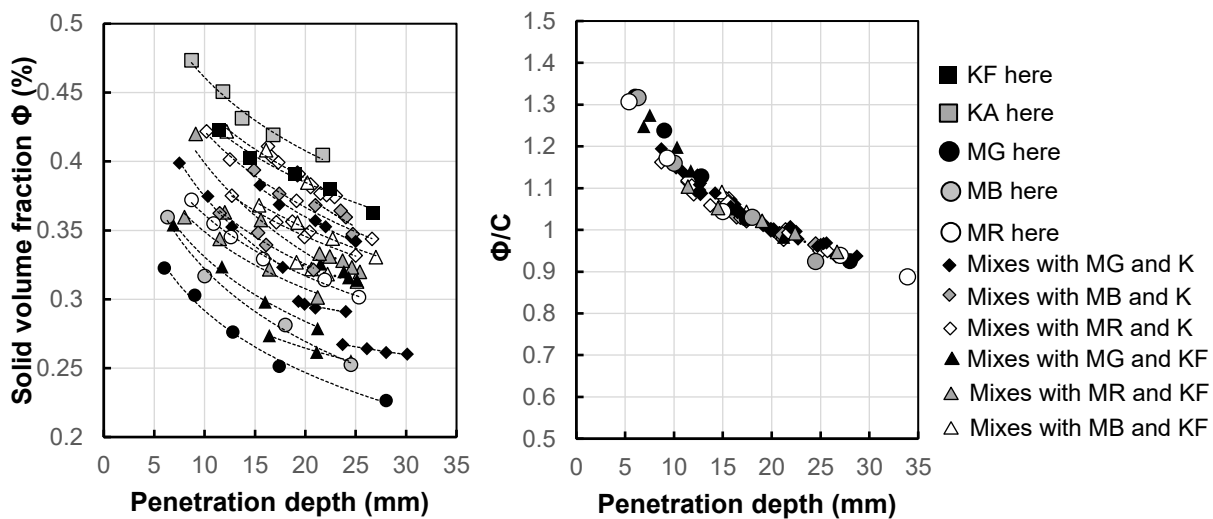 Solid volume fraction Φ (%)
0.5
0.45
0.4
0.35
0.3
0.25
0.2
0 5 10 15 20 25 30 35
Penetration depth (mm)
Φ/C
1.5
1.4
1.3
1.2
1.1
1
0.9
0.8
0.7
0.6
0.5
0 5 10 15 20 25 30 35
Penetration depth (mm)
KF here
KA here
MG here
MB here
MR here
Mixes with MG and K
Mixes with MB and K
Mixes with MR and K
Mixes with MG and KF
Mixes with MR and KF
Mixes with MB and KF